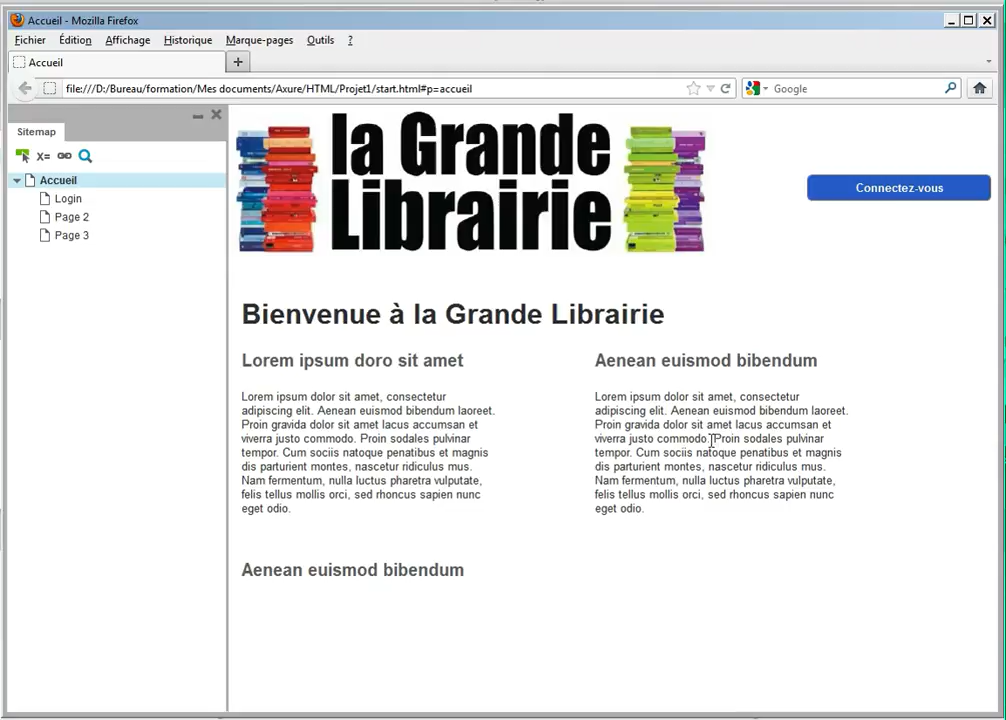 Accueil - Mozilla Firefox
Fichier Édition Affichage Historique Marque-pages Outils ?
Accueil +
file:///D:/Bureau/formation/Mes documents/Axure/HTML/Projet1/start.html#p=accueil Google
Sitemap
X=
Accueil
Login
Page 2
Page 3
la Grande
Librairie
Connectez-vous
Bienvenue à la Grande Librairie
Lorem ipsum doro sit amet
Lorem ipsum dolor sit amet, consectetur
adipiscing elit. Aenean euismod bibendum laoreet.
Proin gravida dolor sit amet lacus accumsan et
viverra justo commodo. Proin sodales pulvinar
tempor. Cum sociis natoque penatibus et magnis
dis parturient montes, nascetur ridiculus mus.
Nam fermentum, nulla luctus pharetra vulputate,
felis tellus mollis orci, sed rhoncus sapien nunc
eget odio.
Aenean euismod bibendum
Lorem ipsum dolor sit amet, consectetur
adipiscing elit. Aenean euismod bibendum laoreet.
Proin gravida dolor sit amet lacus accumsan et
viverra justo commodo. Proin sodales pulvinar
tempor. Cum sociis natoque penatibus et magnis
dis parturient montes, nascetur ridiculus mus.
Nam fermentum, nulla luctus pharetra vulputate,
felis tellus mollis orci, sed rhoncus sapien nunc
eget odio.
Aenean euismod bibendum